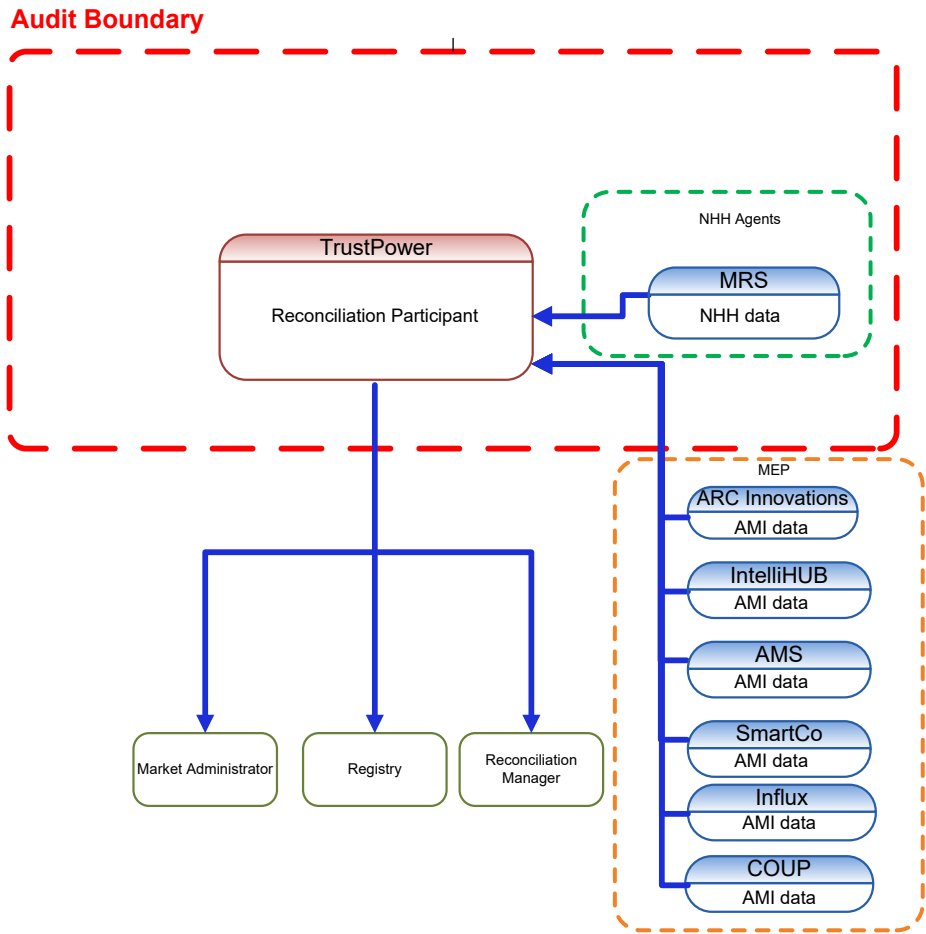 Audit Boundary
NHH Agents
TrustPower
Reconciliation Participant
MRS
NHH data
MEP
ARC Innovations
AMI data
IntelliHUB
AMI data
AMS
AMI data
SmartCo
AMI data
Influx
AMI data
COUP
AMI data
Market Administrator
Registry
Reconciliation
Manager